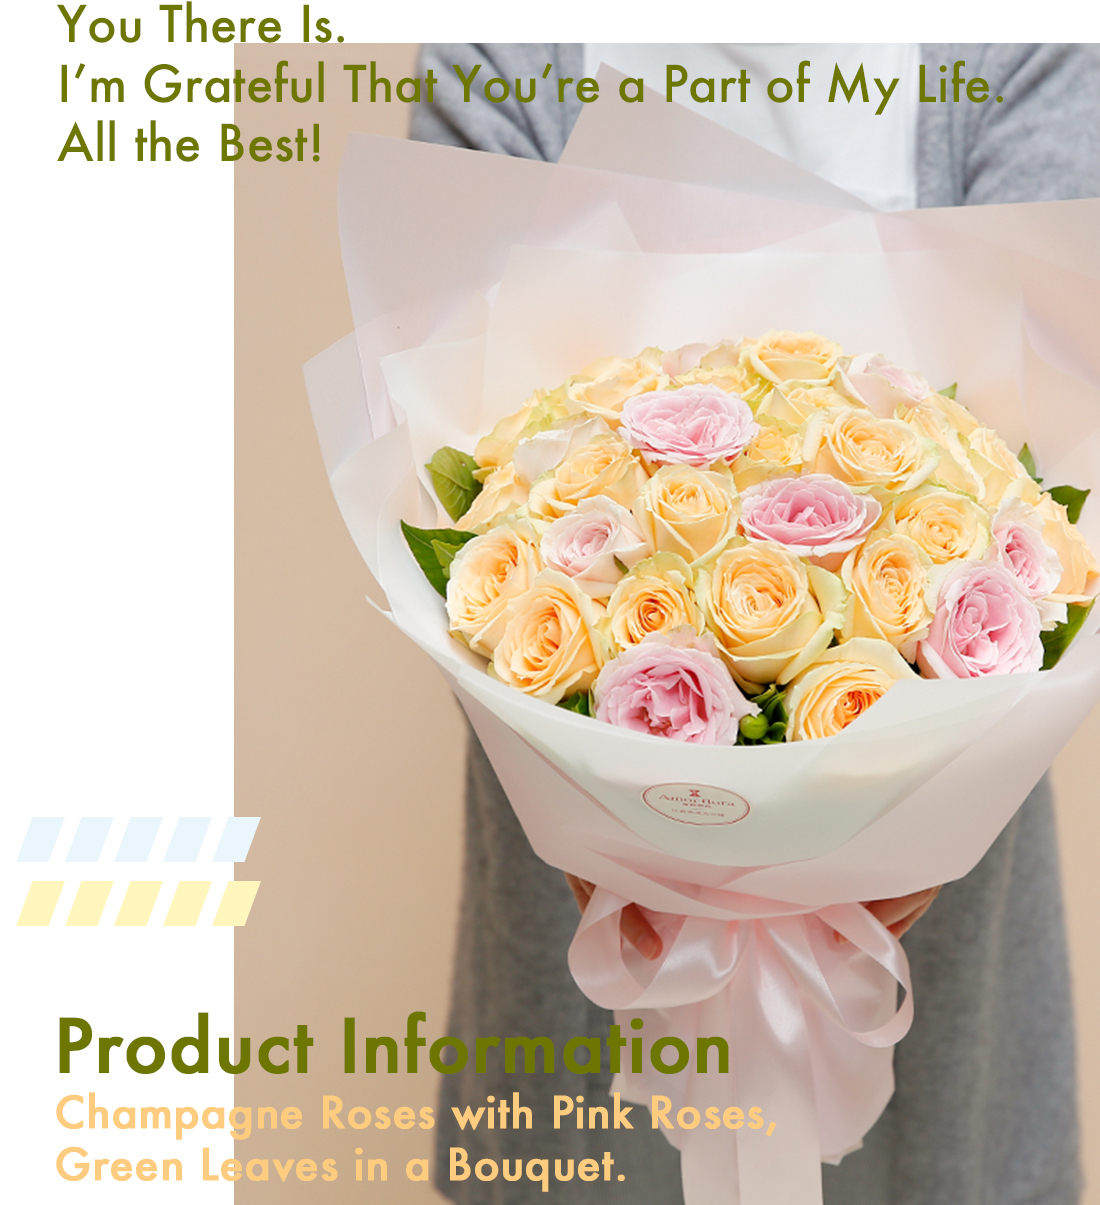 You There Is.
I’m Grateful That You’re a Part of My Life.
All the Best!
Amor flora
Product Information
Champagne Roses with Pink Roses,
Green Leaves in a Bouquet.